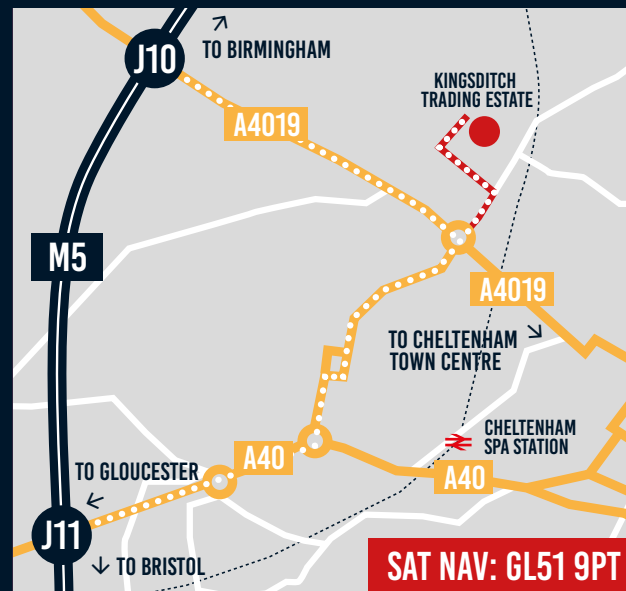 J10
TO BIRMINGHAM
KINGSDITCH
TRADING ESTATE
A4019
M5
A4019
TO CHELTENHAM
TOWN CENTRE
CHELTENHAM
SPA STATION
A40
TO GLOUCESTER
A40
J11
TO BRISTOL
SAT NAV: GL51 9PT